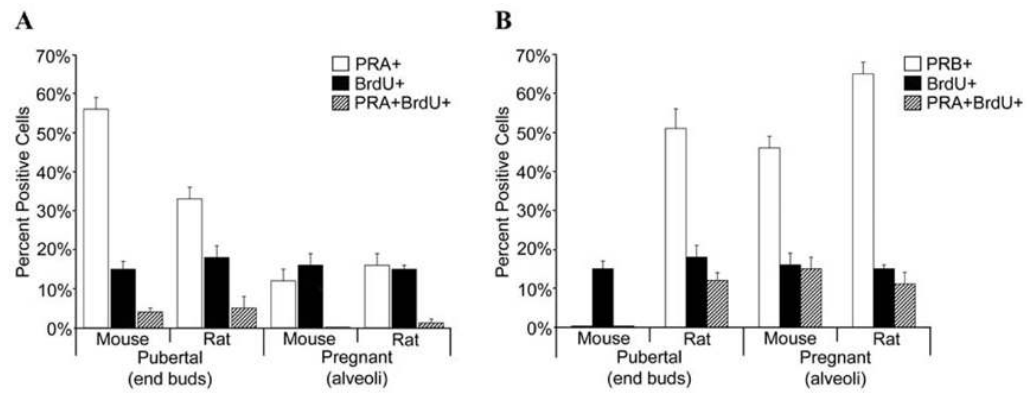 A
Percent Positive Cells
70%
60%
50%
40%
30%
20%
10%
0%
PRA+
BrdU+
PRA+BrdU+
Mouse Rat Mouse Rat
Pubertal Pregnant
(end buds) (alveoli)
B
Percent Positive Cells
70%
60%
50%
40%
30%
20%
10%
0%
PRB+
BrdU+
PRA+BrdU+
Mouse Rat Mouse Rat
Pubertal Pregnant
(end buds) (alveoli)